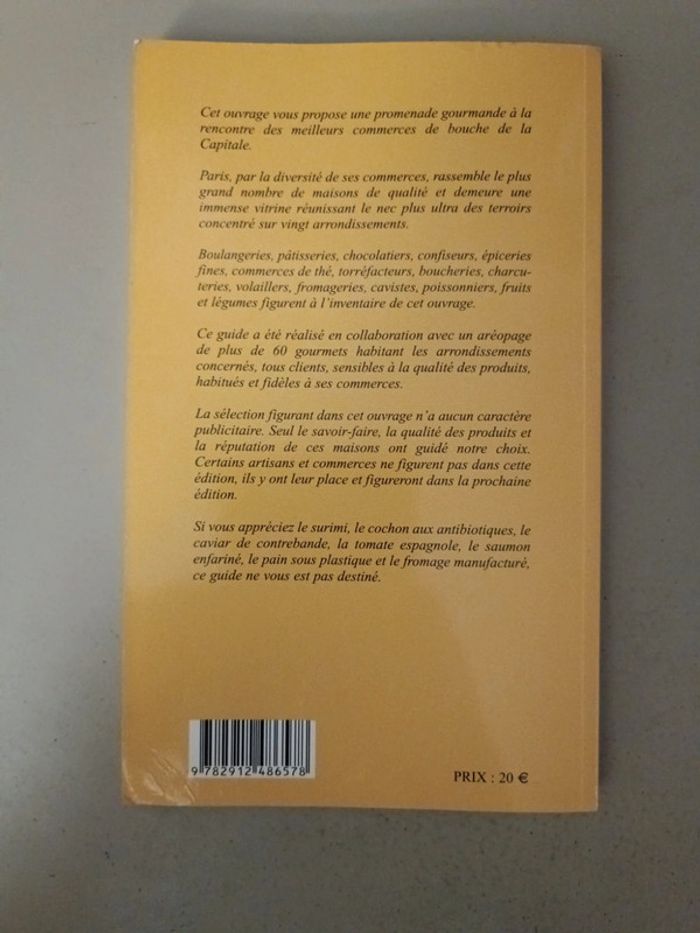 Cet ouvrage vous propose une promenade gourmande à la
rencontre des meilleurs commerces de bouche de la
Capitale.
Paris, par la diversité de ses commerces, rassemble le plus
grand nombre de maisons de qualité et demeure une
immense vitrine réunissant le nec plus ultra des terroirs
concentré sur vingt arrondissements.
Boulangeries, pâtisseries, chocolatiers, confiseurs, épiceries
fines, commerces de thé, torréfacteurs, boucheries, charcu-
teries, volaillers, fromageries, cavistes, poissonniers, fruits
et légumes figurent à l'inventaire de cet ouvrage.
Ce guide a été réalisé en collaboration avec un aréopage
de plus de 60 gourmets habitant les arrondissements
concernés, tous clients, sensibles à la qualité des produits,
habitués et fidèles à ses commerces.
La sélection figurant dans cet ouvrage n'a aucun caractère
publicitaire. Seul le savoir-faire, la qualité des produits et
la réputation de ces maisons ont guidé notre choix.
Certains artisans et commerces ne figurent pas dans cette
édition, ils y ont leur place et figureront dans la prochaine
édition.
Si vous appréciez le surimi, le cochon aux antibiotiques, le
caviar de contrebande, la tomate espagnole, le saumon
enfariné, le pain sous plastique et le fromage manufacturé,
ce guide ne vous est pas destiné.
9 782912 486578
PRIX : 20 €